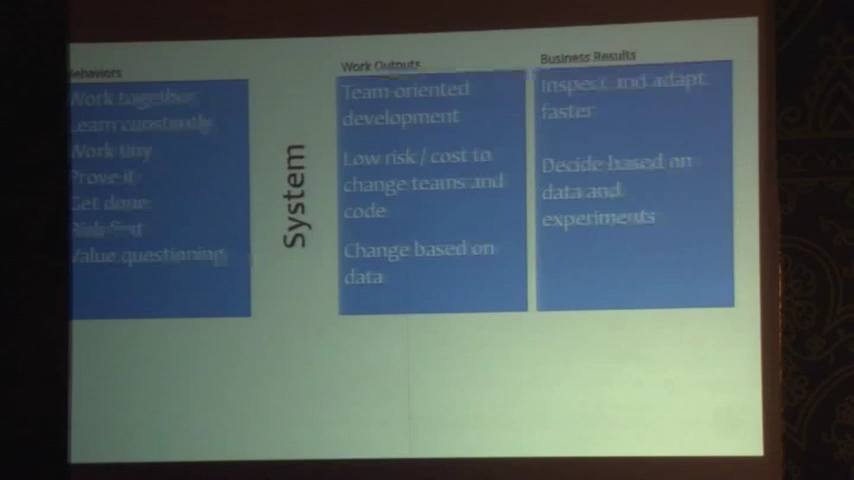 Behaviors
Work together
Learn constantly
Work tiny
Prove it
Get done
Risk first
Value questioning
System
Work Outputs
Team-oriented
development
Low risk / cost to
change teams and
code
Change based on
data
Business Results
Inspect and adapt
faster
Decide based on
data and
experiments